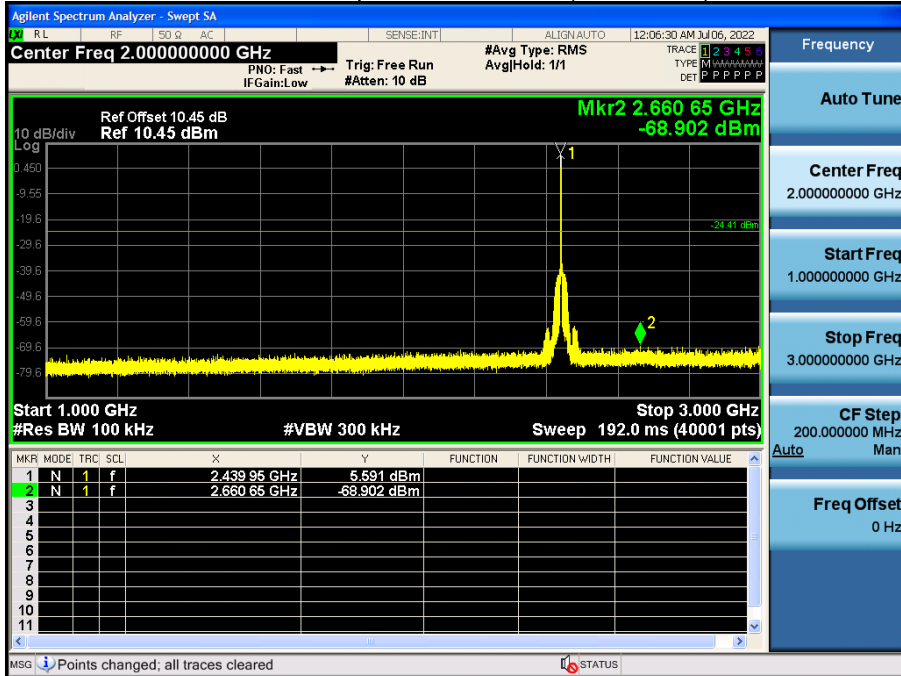 Agilent Spectrum Analyzer - Swept SA
LXI RL RF 50 Ω AC SENSE:INT ALIGN AUTO 12:06:30 AM Jul 06, 2022
Center Freq 2.000000000 GHz #Avg Type: RMS TRACE 1 2 3 4 5 6
PNO: Fast Trig: Free Run Avg|Hold: 1/1 TYPE M W W W W W
IFGain:Low #Atten: 10 dB DET P P P P P P
Ref Offset 10.45 dB Mkr2 2.660 65 GHz
10 dB/div Ref 10.45 dBm -68.902 dBm
Log
1
0.450
-9.55
-19.6
-24.41 dBm
-29.6
-39.6
-49.6
-59.6
2
-69.6
-79.6
Start 1.000 GHz Stop 3.000 GHz
#Res BW 100 kHz #VBW 300 kHz Sweep 192.0 ms (40001 pts)
MKR MODE TRC SCL X Y FUNCTION FUNCTION WIDTH FUNCTION VALUE
1 N 1 f 2.439 95 GHz 5.591 dBm
2 N 1 f 2.660 65 GHz -68.902 dBm
3
4
5
6
7
8
9
10
11
MSG Points changed; all traces cleared STATUS
Frequency
Auto Tune
Center Freq
2.000000000 GHz
Start Freq
1.000000000 GHz
Stop Freq
3.000000000 GHz
CF Step
200.000000 MHz
Auto Man
Freq Offset
0 Hz